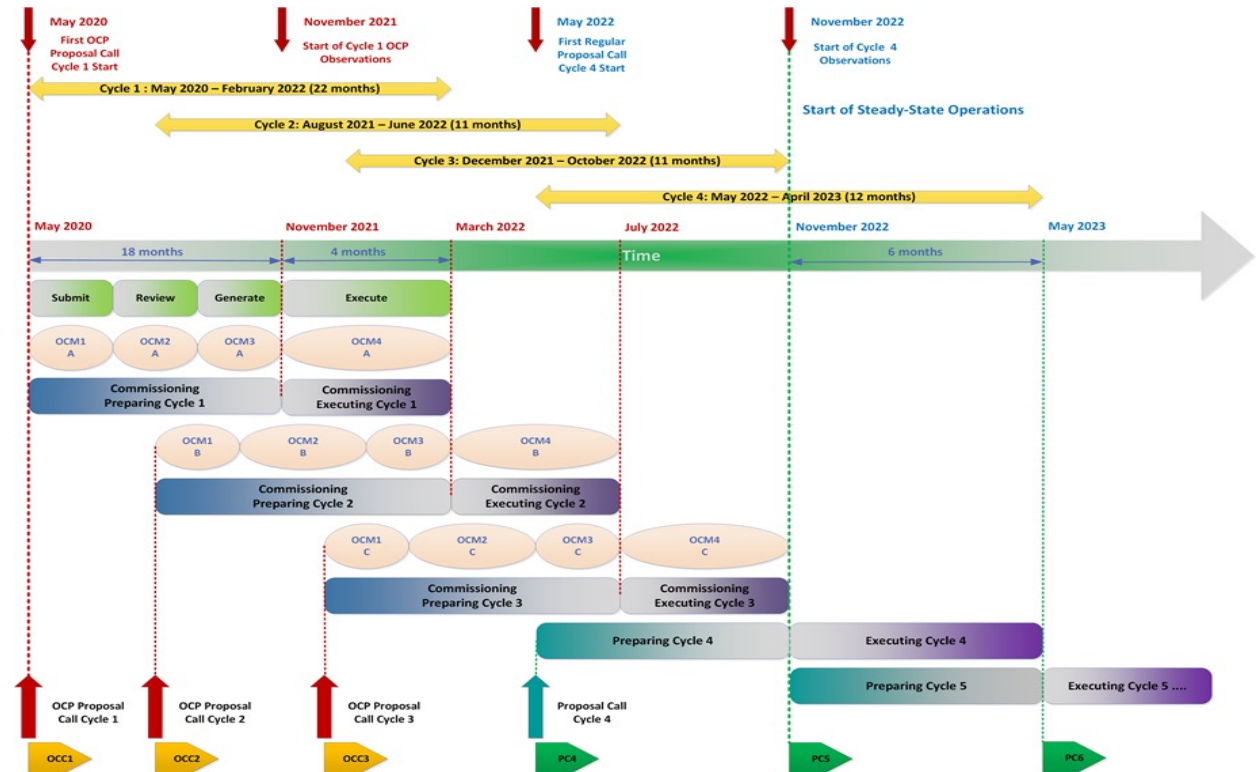 May 2020
First OCP
Proposal Call
Cycle 1 Start
November 2021
Start of Cycle 1 OCP
Observations
May 2022
First Regular
Proposal Call
Cycle 4 Start
November 2022
Start of Cycle 4
Observations
Cycle 1 : May 2020 – February 2022 (22 months)
Start of Steady-State Operations
Cycle 2: August 2021 – June 2022 (11 months)
Cycle 3: December 2021 – October 2022 (11 months)
Cycle 4: May 2022 – April 2023 (12 months)
May 2020
November 2021
March 2022
July 2022
November 2022
May 2023
18 months
4 months
Time
6 months
Submit
Review
Generate
Execute
OCM1
A
OCM2
A
OCM3
A
OCM4
A
Commissioning
Preparing Cycle 1
Commissioning
Executing Cycle 1
OCM1
B
OCM2
B
OCM3
B
OCM4
B
Commissioning
Preparing Cycle 2
Commissioning
Executing Cycle 2
OCM1
C
OCM2
C
OCM3
C
OCM4
C
Commissioning
Preparing Cycle 3
Commissioning
Executing Cycle 3
Preparing Cycle 4
Executing Cycle 4
Preparing Cycle 5
Executing Cycle 5 ....
OCP Proposal
Call Cycle 1
OCP Proposal
Call Cycle 2
OCP Proposal
Call Cycle 3
Proposal Call
Cycle 4
OCC1
OCC2
OCC3
PC4
PC5
PC6